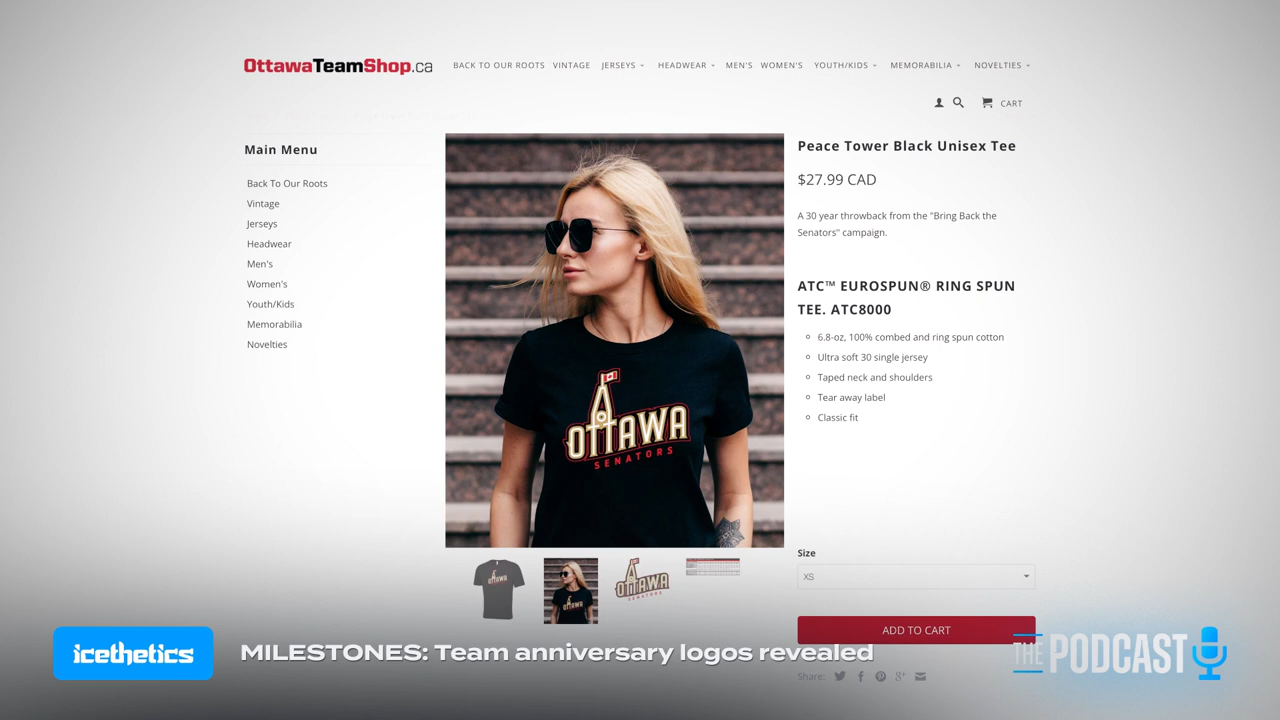 OttawaTeamShop.ca
BACK TO OUR ROOTS VINTAGE JERSEYS HEADWEAR MEN'S WOMEN'S YOUTH/KIDS MEMORABILIA NOVELTIES
CART
Main Menu
Back To Our Roots
Vintage
Jerseys
Headwear
Men's
Women's
Youth/Kids
Memorabilia
Novelties
OTTAWA
SENATORS
Peace Tower Black Unisex Tee
$27.99 CAD
A 30 year throwback from the "Bring Back the
Senators" campaign.
ATC™ EUROSPUN® RING SPUN
TEE. ATC8000
6.8-oz, 100% combed and ring spun cotton
Ultra soft 30 single jersey
Taped neck and shoulders
Tear away label
Classic fit
Size
XS
ADD TO CART
Share:
OTTAWA
SENATORS
icethetics
MILESTONES: Team anniversary logos revealed
THE PODCAST